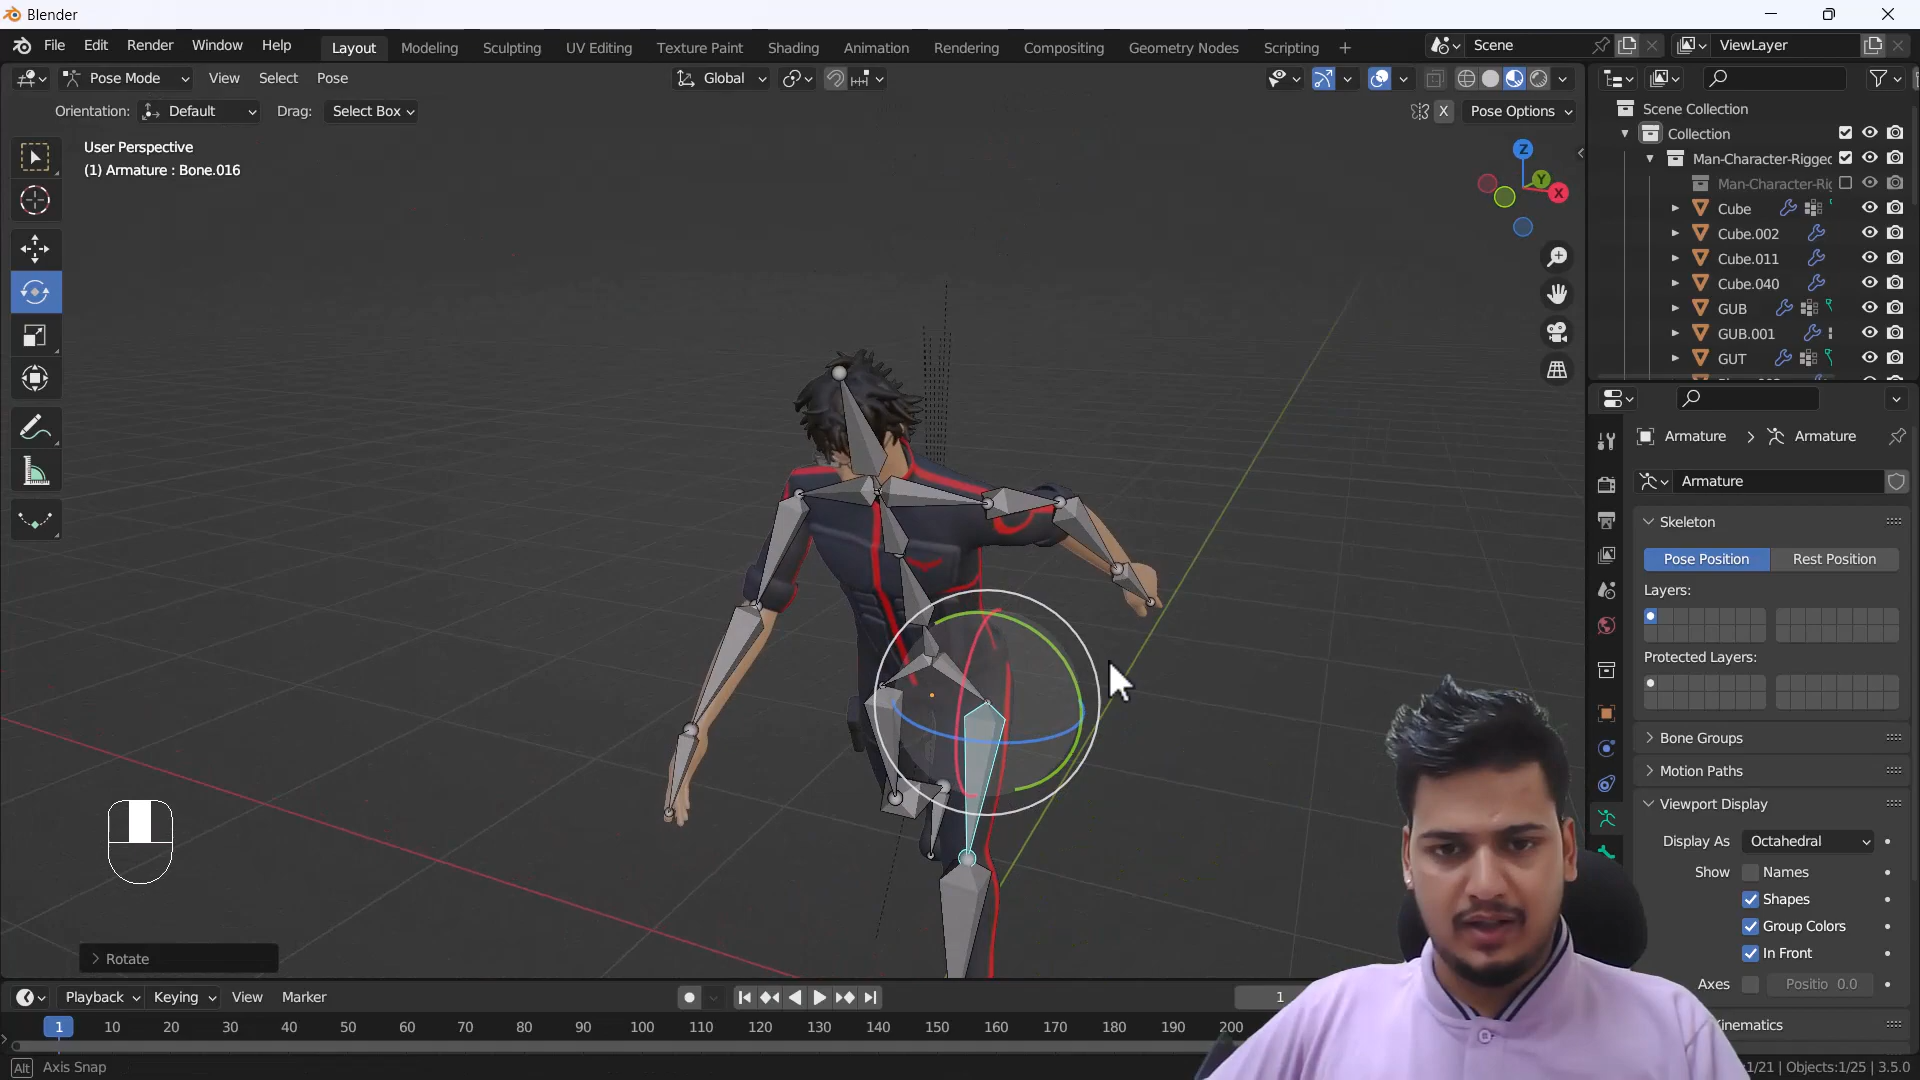 Blender
File Edit Render Window Help
Layout Modeling Sculpting UV Editing Texture Paint Shading Animation Rendering Compositing Geometry Nodes Scripting +
Scene
ViewLayer
Pose Mode View Select Pose
Global
Orientation: Default Drag: Select Box
X Pose Options
User Perspective
(1) Armature : Bone.016
Z
Y
X
Scene Collection
Collection
Man-Character-Rigged
Man-Character-Rig
Cube
Cube.002
Cube.011
Cube.040
GUB
GUB.001
GUT
Armature > Armature
Armature
Skeleton
Pose Position Rest Position
Layers:
Protected Layers:
Bone Groups
Motion Paths
Viewport Display
Display As Octahedral
Show Names
Shapes
Group Colors
In Front
Axes Positio 0.0
Kinematics
Rotate
Playback Keying View Marker
1
1 10 20 30 40 50 60 70 80 90 100 110 120 130 140 150 160 170 180 190 200
Alt Axis Snap
1/21 | Objects:1/25 | 3.5.0